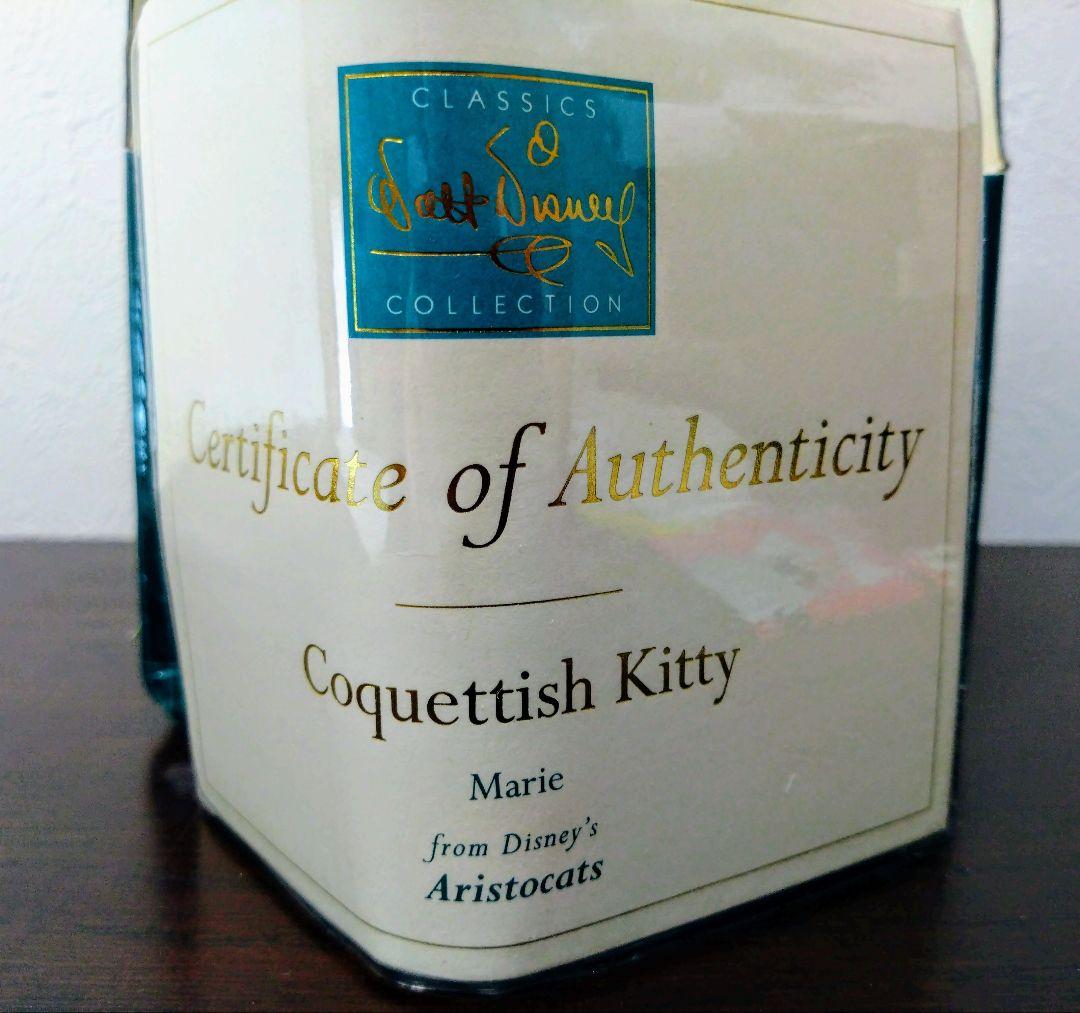 CLASSICS
Walt Disney
COLLECTION
Certificate of Authenticity
Coquettish Kitty
Marie
from Disney's
Aristocats